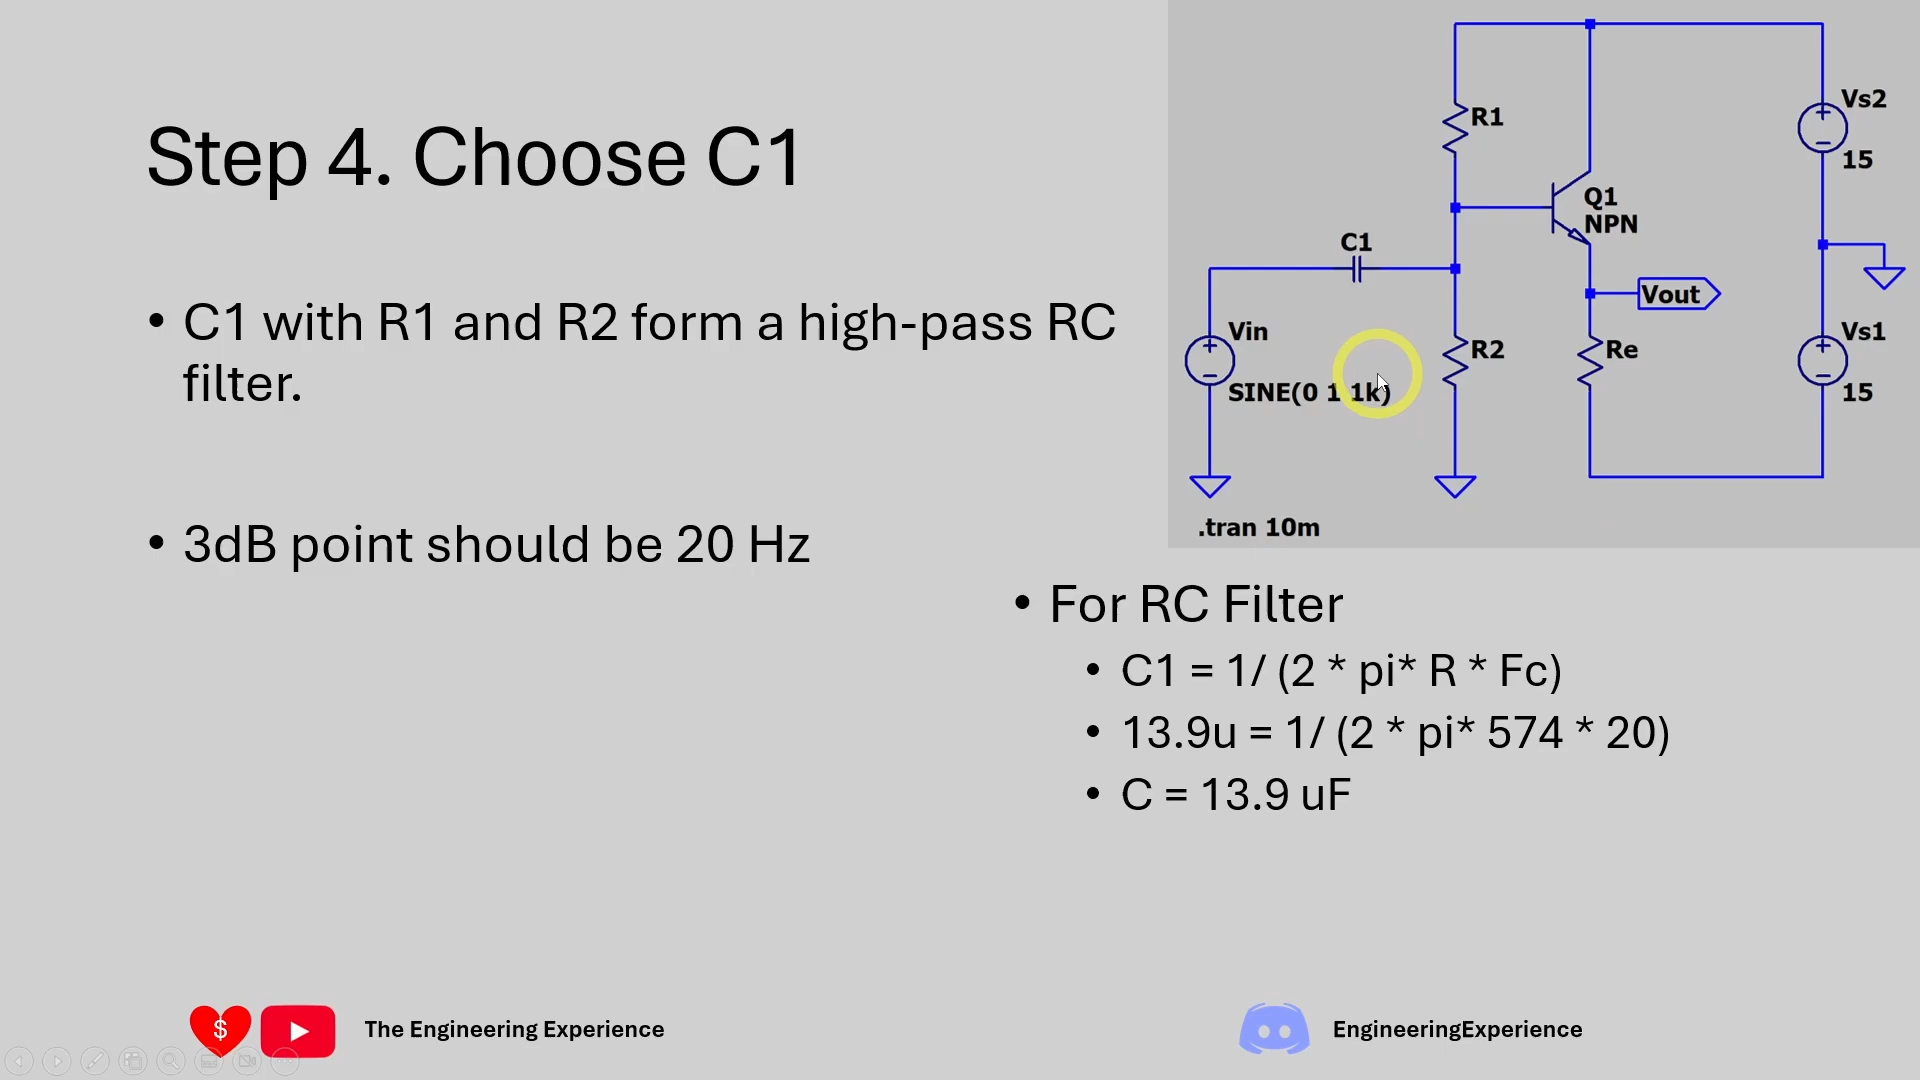 Step 4. Choose C1
• C1 with R1 and R2 form a high-pass RC
filter.
• 3dB point should be 20 Hz
R1
Q1
NPN
C1
Vin
SINE(0 1 1k)
R2
Vout
Re
Vs2
15
Vs1
15
.tran 10m
• For RC Filter
• C1 = 1/ (2 * pi* R * Fc)
• 13.9u = 1/ (2 * pi* 574 * 20)
• C = 13.9 uF
$
The Engineering Experience
EngineeringExperience